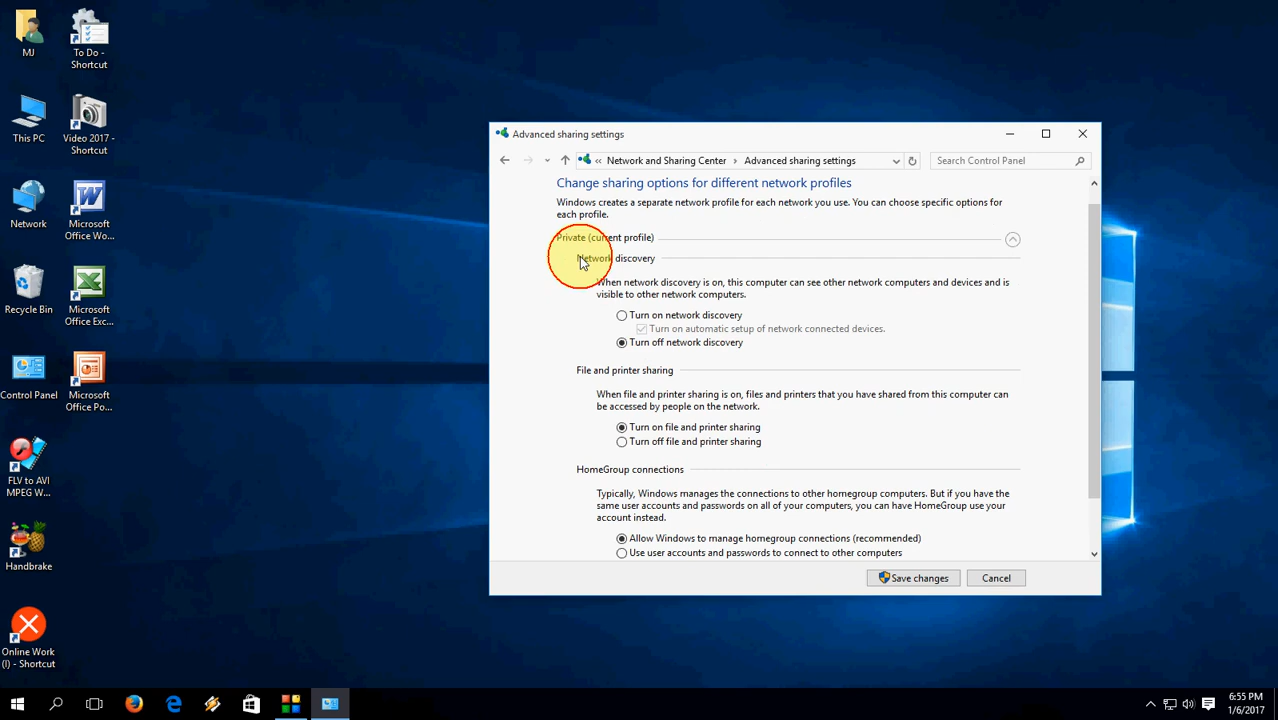 MJ
To Do -
Shortcut
This PC
Video 2017 -
Shortcut
Network
Microsoft
Office Wo...
Recycle Bin
Microsoft
Office Exc...
Control Panel
Microsoft
Office Po...
FLV to AVI
MPEG W...
Handbrake
Online Work
(I) - Shortcut
Advanced sharing settings
« Network and Sharing Center › Advanced sharing settings
Search Control Panel
Change sharing options for different network profiles
Windows creates a separate network profile for each network you use. You can choose specific options for
each profile.
Private (current profile)
Network discovery
When network discovery is on, this computer can see other network computers and devices and is
visible to other network computers.
Turn on network discovery
Turn on automatic setup of network connected devices.
Turn off network discovery
File and printer sharing
When file and printer sharing is on, files and printers that you have shared from this computer can
be accessed by people on the network.
Turn on file and printer sharing
Turn off file and printer sharing
HomeGroup connections
Typically, Windows manages the connections to other homegroup computers. But if you have the
same user accounts and passwords on all of your computers, you can have HomeGroup use your
account instead.
Allow Windows to manage homegroup connections (recommended)
Use user accounts and passwords to connect to other computers
Save changes
Cancel
6:55 PM
1/6/2017